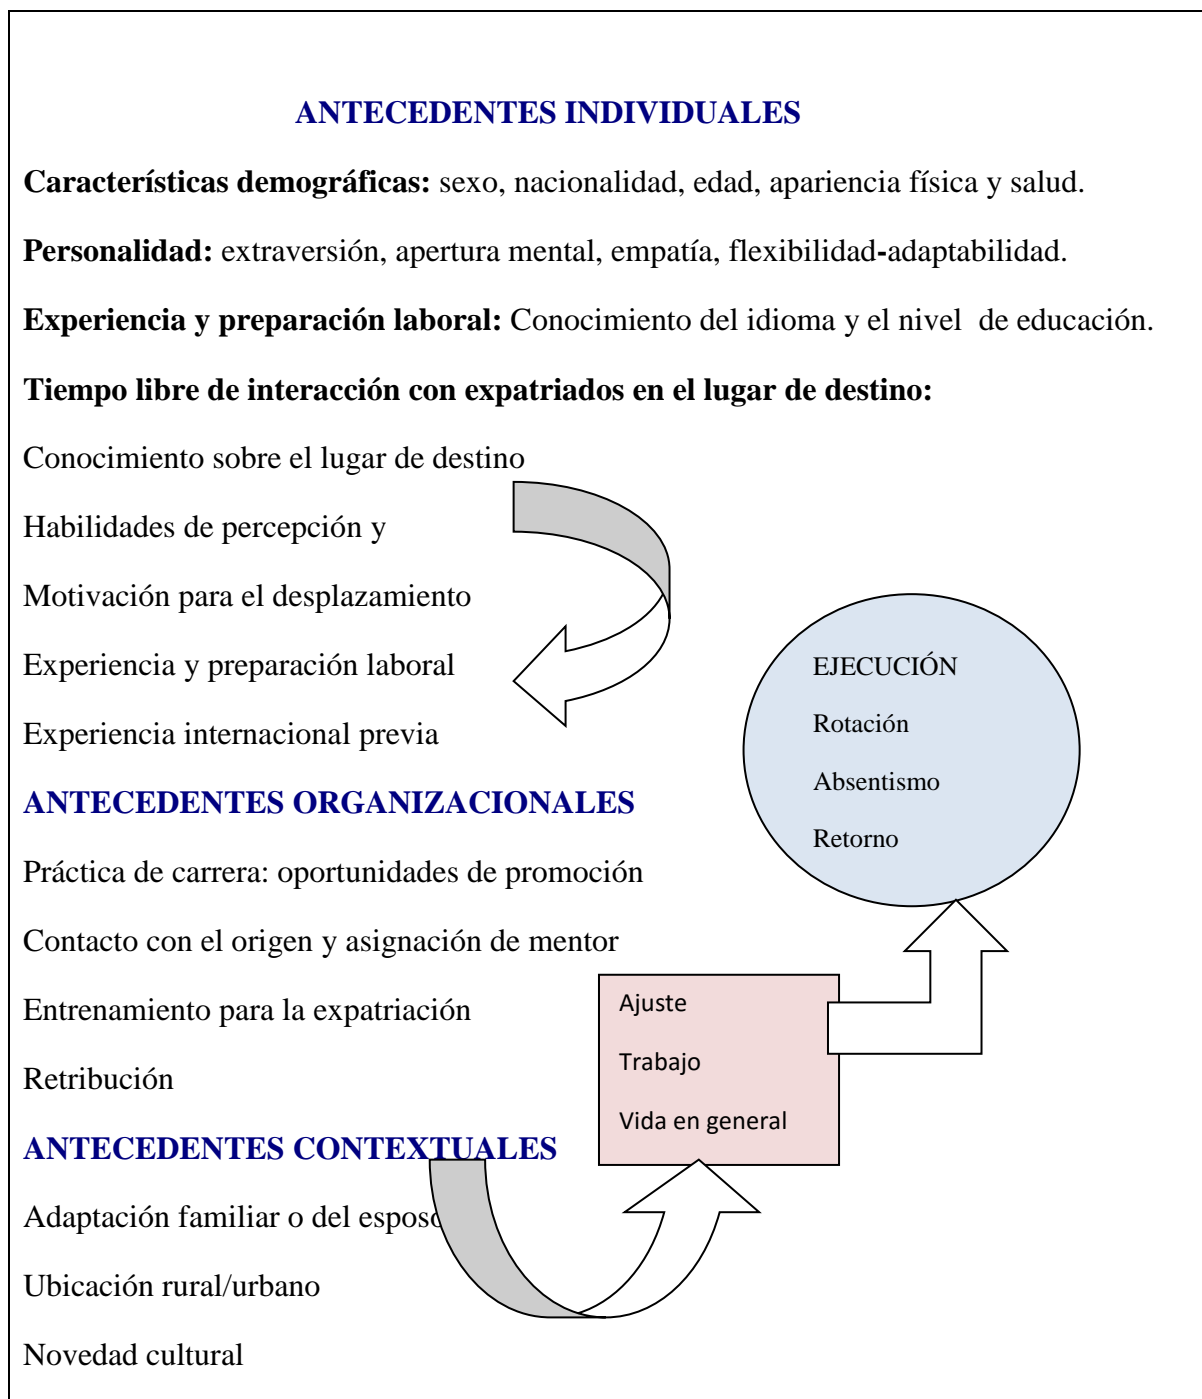 ANTECEDENTES INDIVIDUALES
Características demográficas: sexo, nacionalidad, edad, apariencia física y salud.
Personalidad: extraversión, apertura mental, empatía, flexibilidad-adaptabilidad.
Experiencia y preparación laboral: Conocimiento del idioma y el nivel de educación.
Tiempo libre de interacción con expatriados en el lugar de destino:
Conocimiento sobre el lugar de destino
Habilidades de percepción y
Motivación para el desplazamiento
Experiencia y preparación laboral
Experiencia internacional previa
ANTECEDENTES ORGANIZACIONALES
Práctica de carrera: oportunidades de promoción
Contacto con el origen y asignación de mentor
Entrenamiento para la expatriación
Retribución
ANTECEDENTES CONTEXTUALES
Adaptación familiar o del esposo
Ubicación rural/urbano
Novedad cultural
Ajuste
Trabajo
Vida en general
EJECUCIÓN
Rotación
Absentismo
Retorno